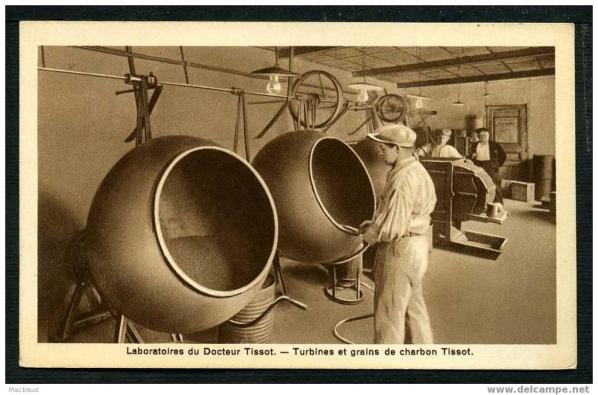 Laboratoires du Docteur Tissot. — Turbines et grains de charbon Tissot.
Macbaud
www.delcampe.net